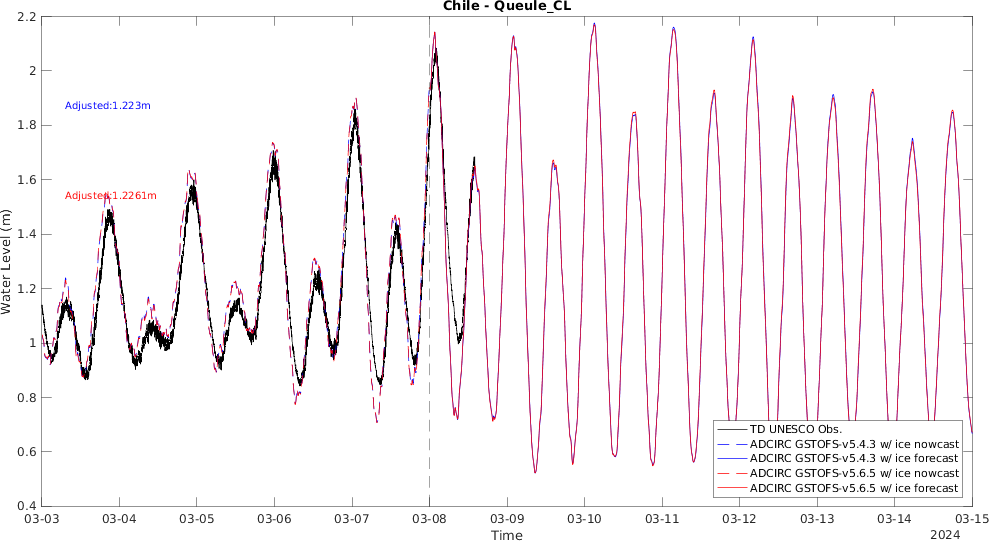 Chile - Queule_CL
2.2
2
1.8
1.6
1.4
1.2
1
0.8
0.6
0.4
Water Level (m)
Adjusted:1.223m
Adjusted:1.2261m
TD UNESCO Obs.
ADCIRC GSTOFS-v5.4.3 w/ ice nowcast
ADCIRC GSTOFS-v5.4.3 w/ ice forecast
ADCIRC GSTOFS-v5.6.5 w/ ice nowcast
ADCIRC GSTOFS-v5.6.5 w/ ice forecast
03-03 03-04 03-05 03-06 03-07 03-08 03-09 03-10 03-11 03-12 03-13 03-14 03-15
Time
2024